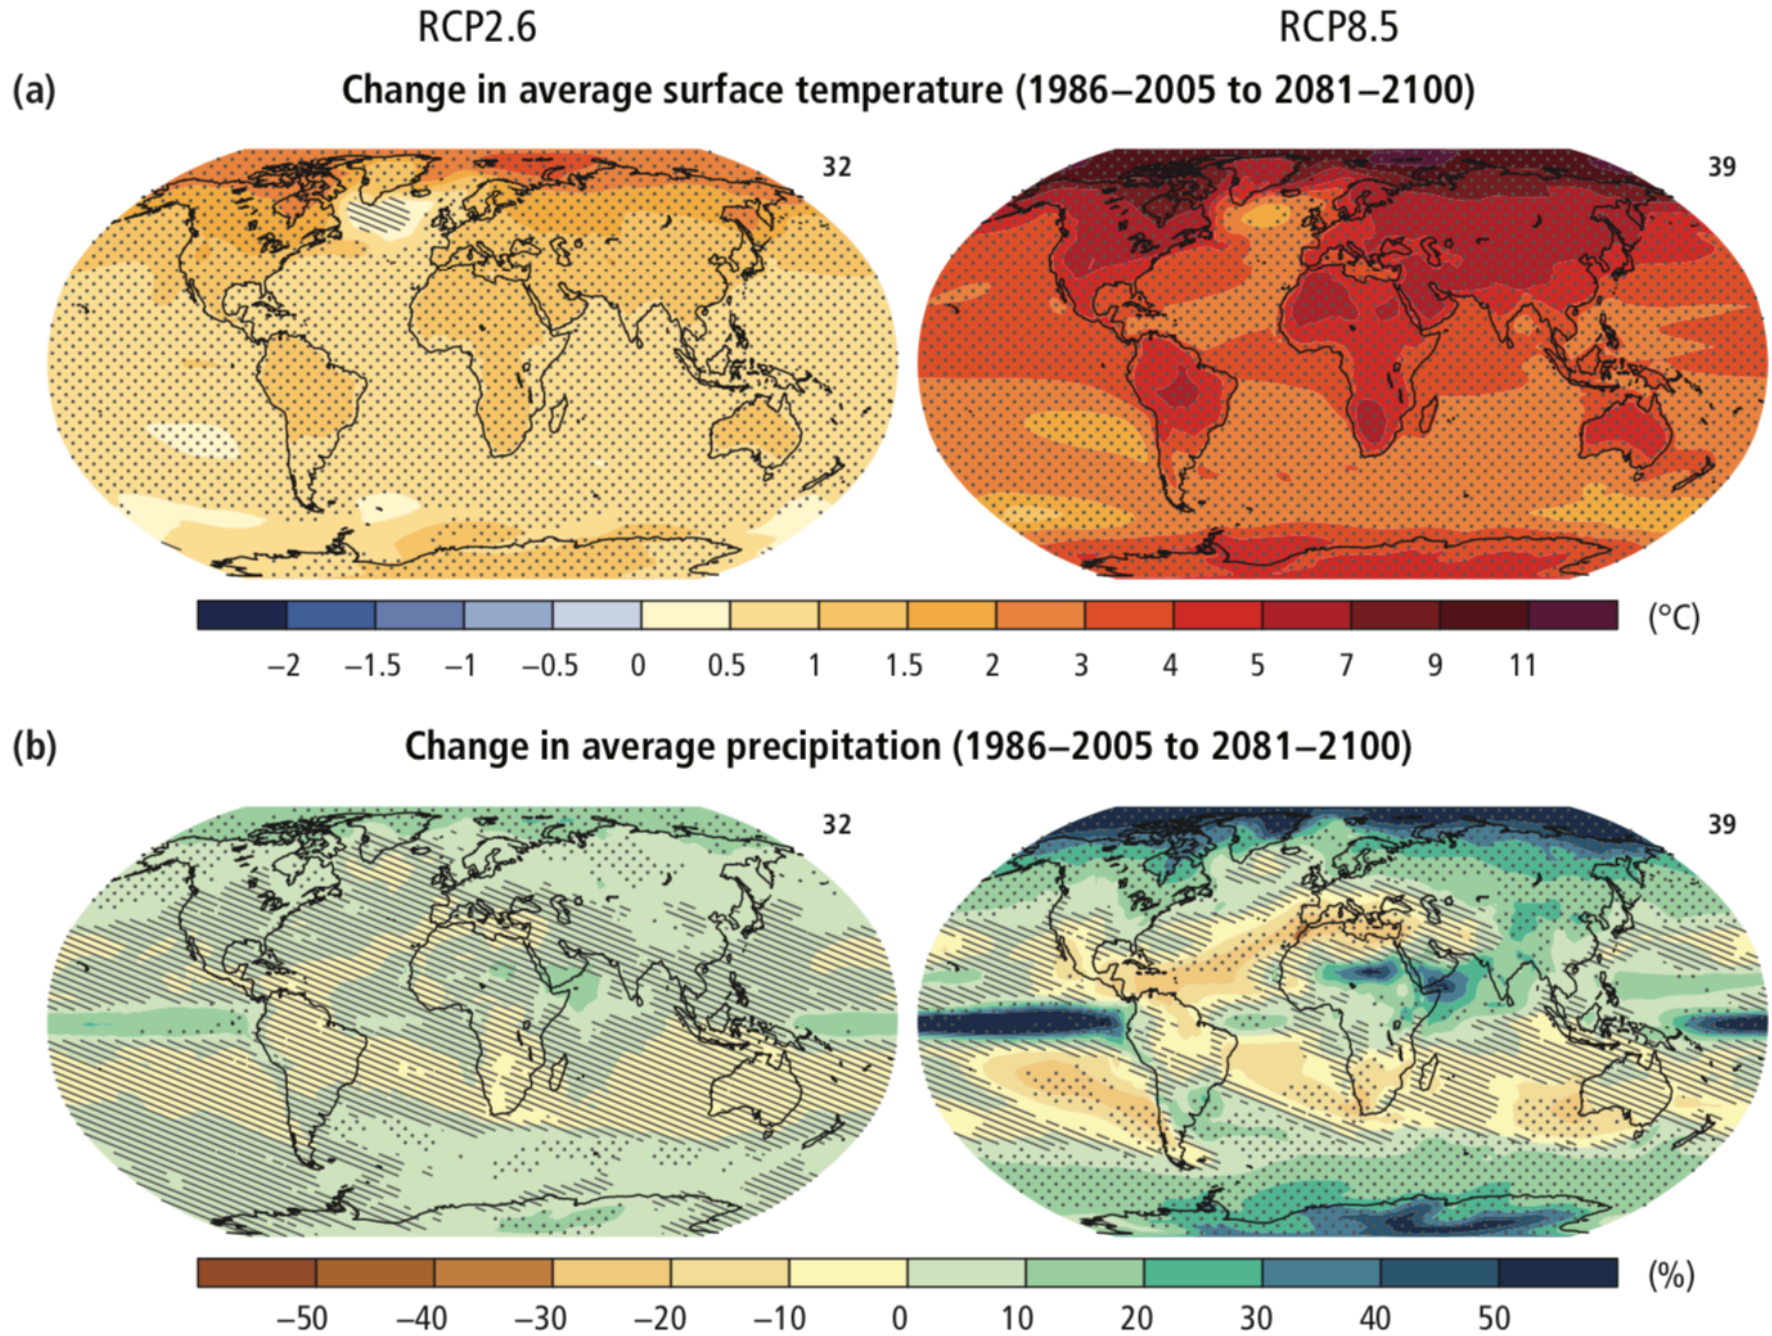 RCP2.6 RCP8.5
(a) Change in average surface temperature (1986–2005 to 2081–2100)
32 39
(°C)
−2 −1.5 −1 −0.5 0 0.5 1 1.5 2 3 4 5 7 9 11
(b) Change in average precipitation (1986–2005 to 2081–2100)
32 39
(%)
−50 −40 −30 −20 −10 0 10 20 30 40 50